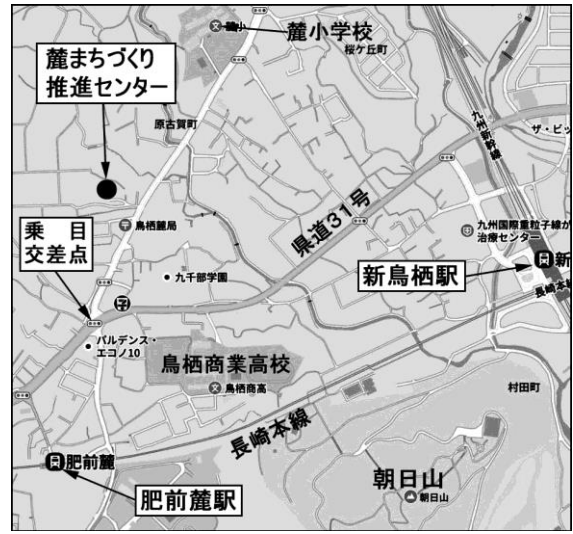 麓小学校
桜ケ丘町
麓まちづくり
推進センター
原古賀町
九州新幹線
ザ・ビッ
鳥栖麓局
県道31号
乗目
交差点
九千部学園
九州国際重粒子線が
治療センター
新鳥栖駅
新
長崎本線
バルデンス・
エコノ10
鳥栖商業高校
鳥栖商高
村田町
長崎本線
朝日山
朝日山
肥前麓
肥前麓駅